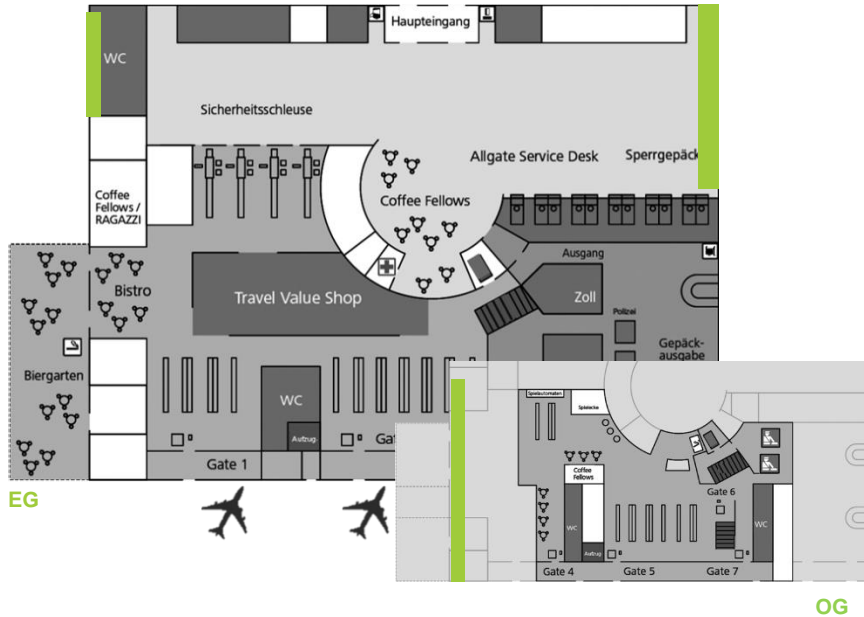 Haupteingang
WC
Sicherheitsschleuse
Allgate Service Desk
Sperrgepäck
Coffee
Fellows /
RAGAZZI
Coffee Fellows
Ausgang
Bistro
Travel Value Shop
Zoll
Polizei
Gepäck-
ausgabe
Biergarten
WC
Aufzug
Gate 1
Ga
EG
Spielautomaten
Spielecke
Coffee
Fellows
Gate 6
WC
WC
Aufzug
Gate 4
Gate 5
Gate 7
OG